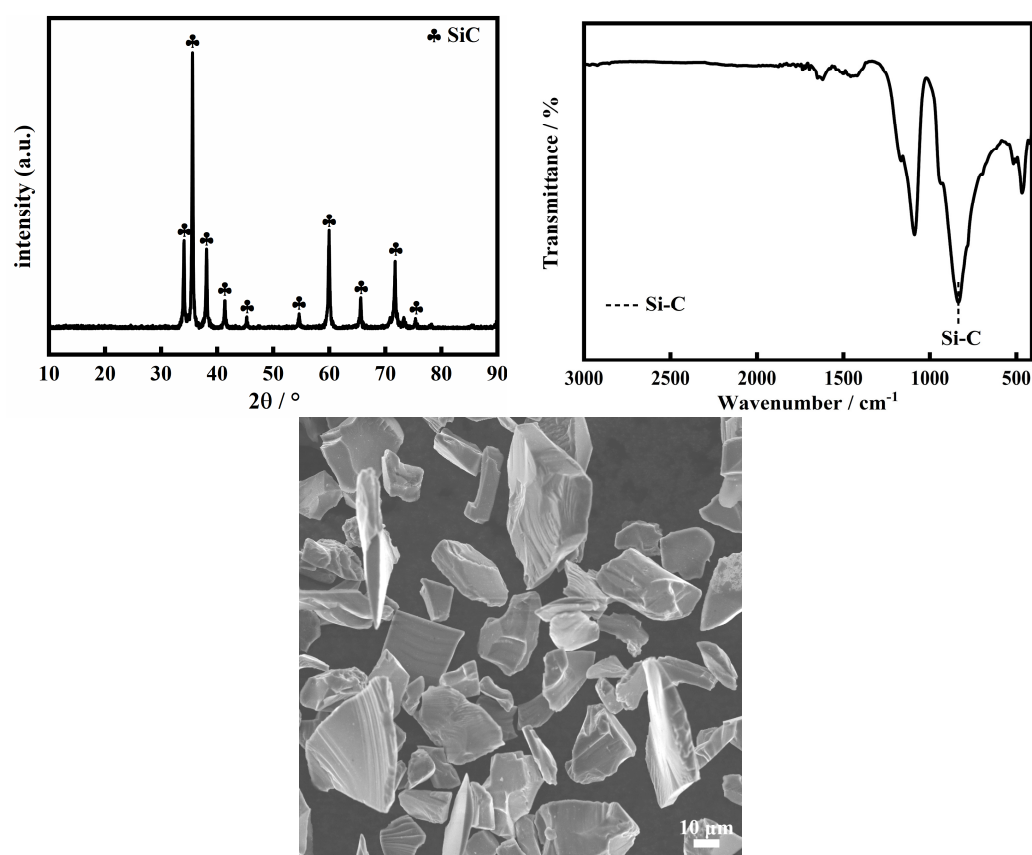 ♣ SiC
intensity (a.u.)
10 20 30 40 50 60 70 80 90
2θ / °
Transmittance / %
Si-C
Si-C
3000 2500 2000 1500 1000 500
Wavenumber / cm⁻¹
10 μm